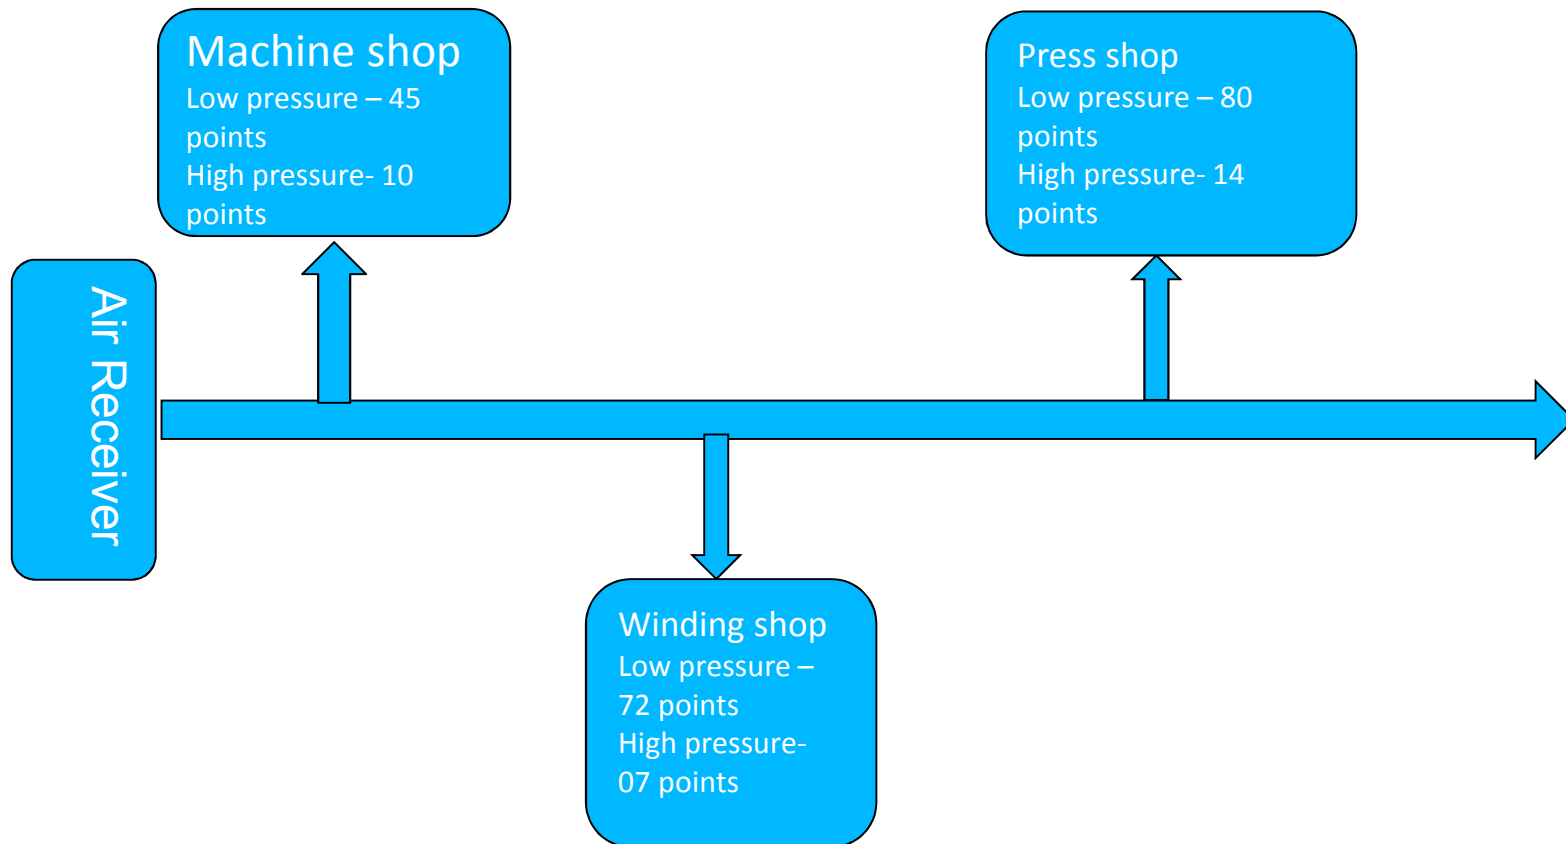 Machine shop
Low pressure – 45
points
High pressure- 10
points
Press shop
Low pressure – 80
points
High pressure- 14
points
Air Receiver
Winding shop
Low pressure –
72 points
High pressure-
07 points